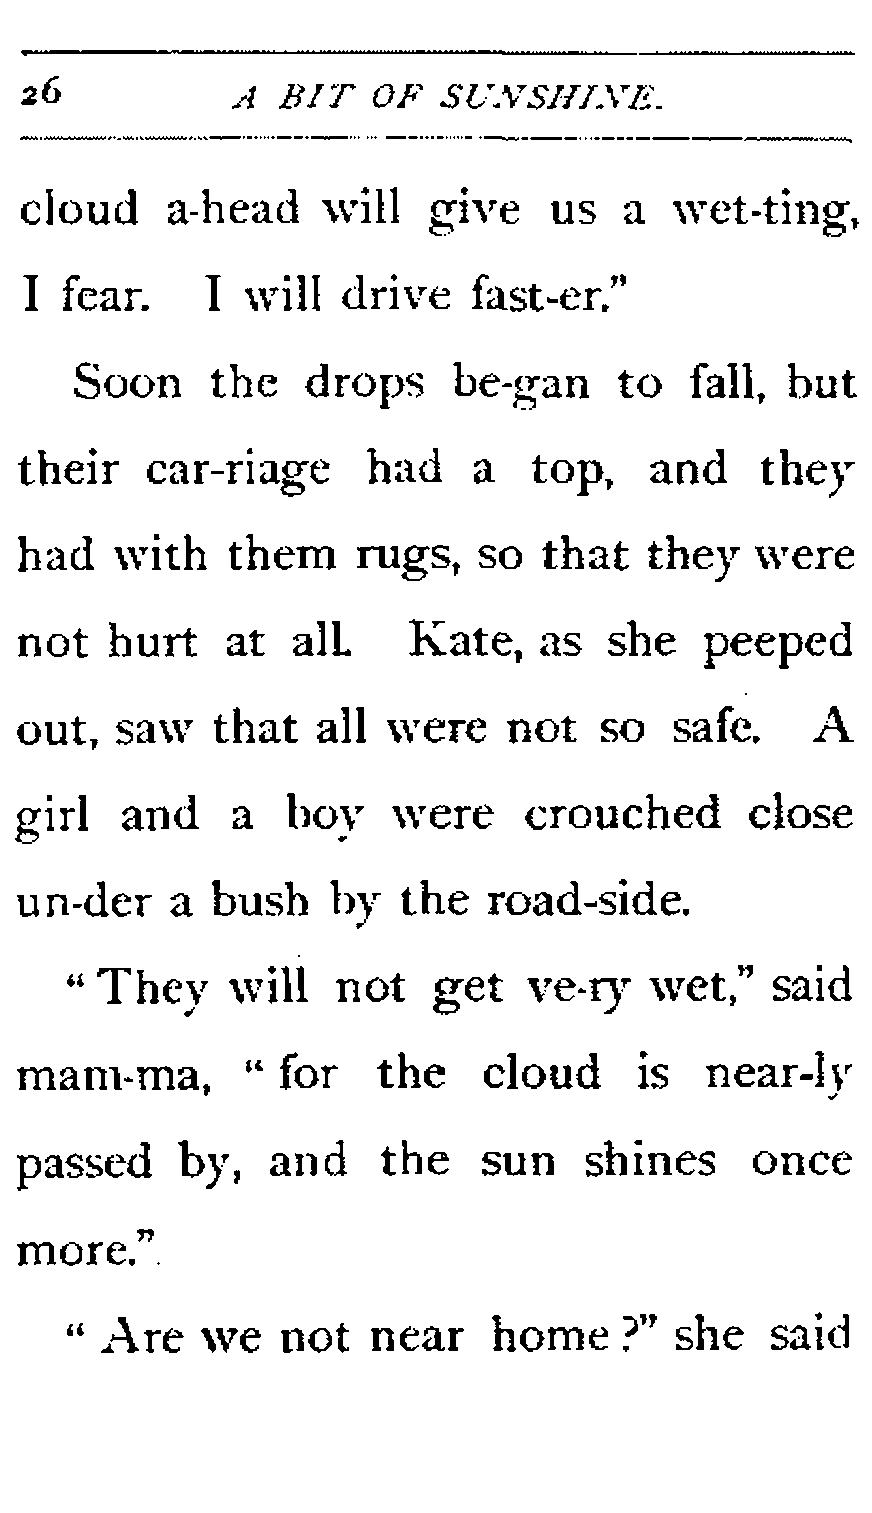 26 A BIT OF SUNSHINE.
cloud a-head will give us a wet-ting,
I fear. I will drive fast-er."
Soon the drops be-gan to fall, but
their car-riage had a top, and they
had with them rugs, so that they were
not hurt at all. Kate, as she peeped
out, saw that all were not so safe. A
girl and a boy were crouched close
un-der a bush by the road-side.
"They will not get ve-ry wet," said
mam-ma, "for the cloud is near-ly
passed by, and the sun shines once
more."
"Are we not near home?" she said